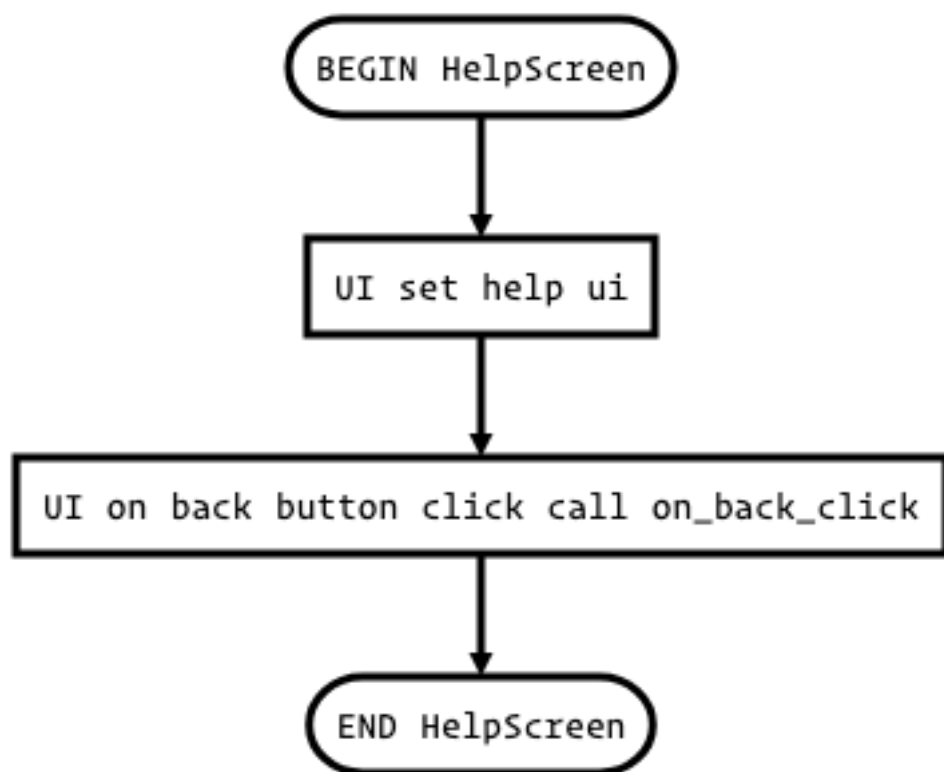 BEGIN HelpScreen
UI set help ui
UI on back button click call on_back_click
END HelpScreen